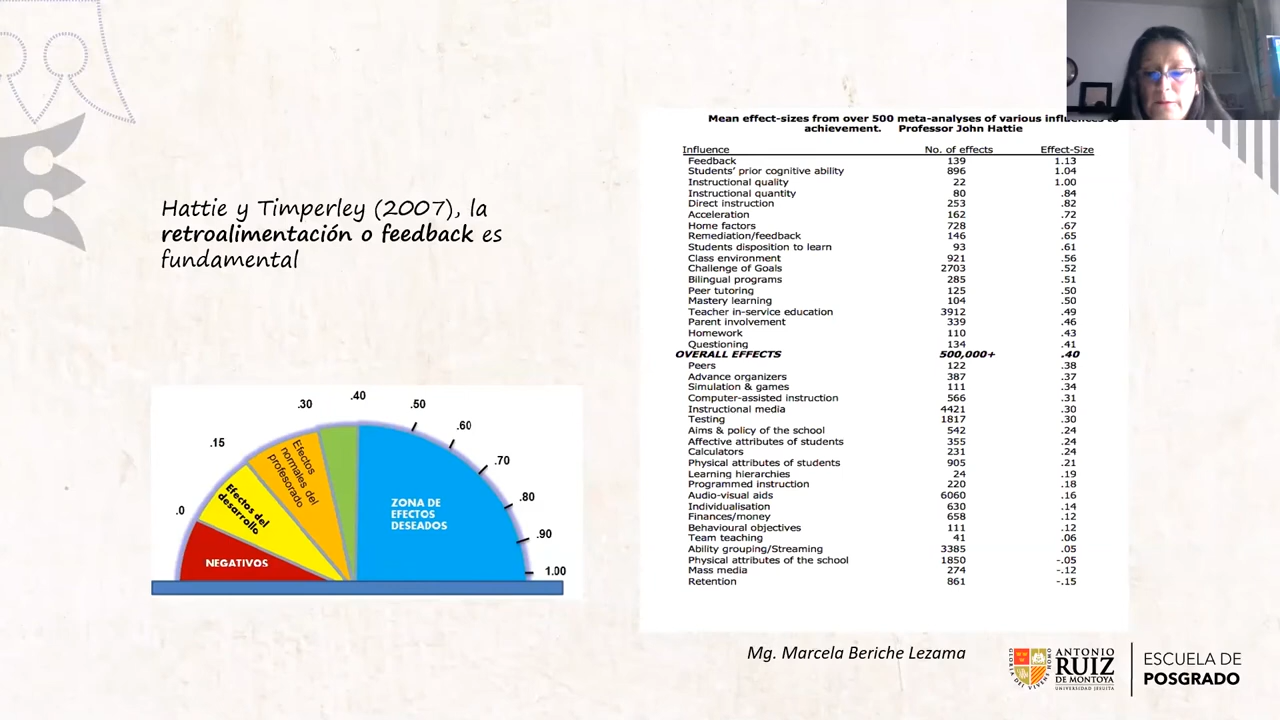 Hattie y Timperley (2007), la
retroalimentación o feedback es
fundamental
.0
.15
.30
.40
.50
.60
.70
.80
.90
1.00
NEGATIVOS
Efectos del
desarrollo
Efectos
normales del
profesorado
ZONA DE
EFECTOS
DESEADOS
Mean effect-sizes from over 500 meta-analyses of various influences to
achievement. Professor John Hattie
Influence No. of effects Effect-Size
Feedback 139 1.13
Students' prior cognitive ability 896 1.04
Instructional quality 22 1.00
Instructional quantity 80 .84
Direct instruction 253 .82
Acceleration 162 .72
Home factors 728 .67
Remediation/feedback 146 .65
Students disposition to learn 93 .61
Class environment 921 .56
Challenge of Goals 2703 .52
Bilingual programs 285 .51
Peer tutoring 125 .50
Mastery learning 104 .50
Teacher in-service education 3912 .49
Parent involvement 339 .46
Homework 110 .43
Questioning 134 .41
OVERALL EFFECTS 500,000+ .40
Peers 122 .38
Advance organizers 387 .37
Simulation & games 111 .34
Computer-assisted instruction 566 .31
Instructional media 4421 .30
Testing 1817 .30
Aims & policy of the school 542 .24
Affective attributes of students 355 .24
Calculators 231 .24
Physical attributes of students 905 .21
Learning hierarchies 24 .19
Programmed instruction 220 .18
Audio-visual aids 6060 .16
Individualisation 630 .14
Finances/money 658 .12
Behavioural objectives 111 .12
Team teaching 41 .06
Ability grouping/Streaming 3385 .05
Physical attributes of the school 1850 -.05
Mass media 274 -.12
Retention 861 -.15
Mg. Marcela Beriche Lezama
ANTONIO
RUIZ
DE MONTOYA
UNIVERSIDAD JESUITA
ESCUELA DE
POSGRADO